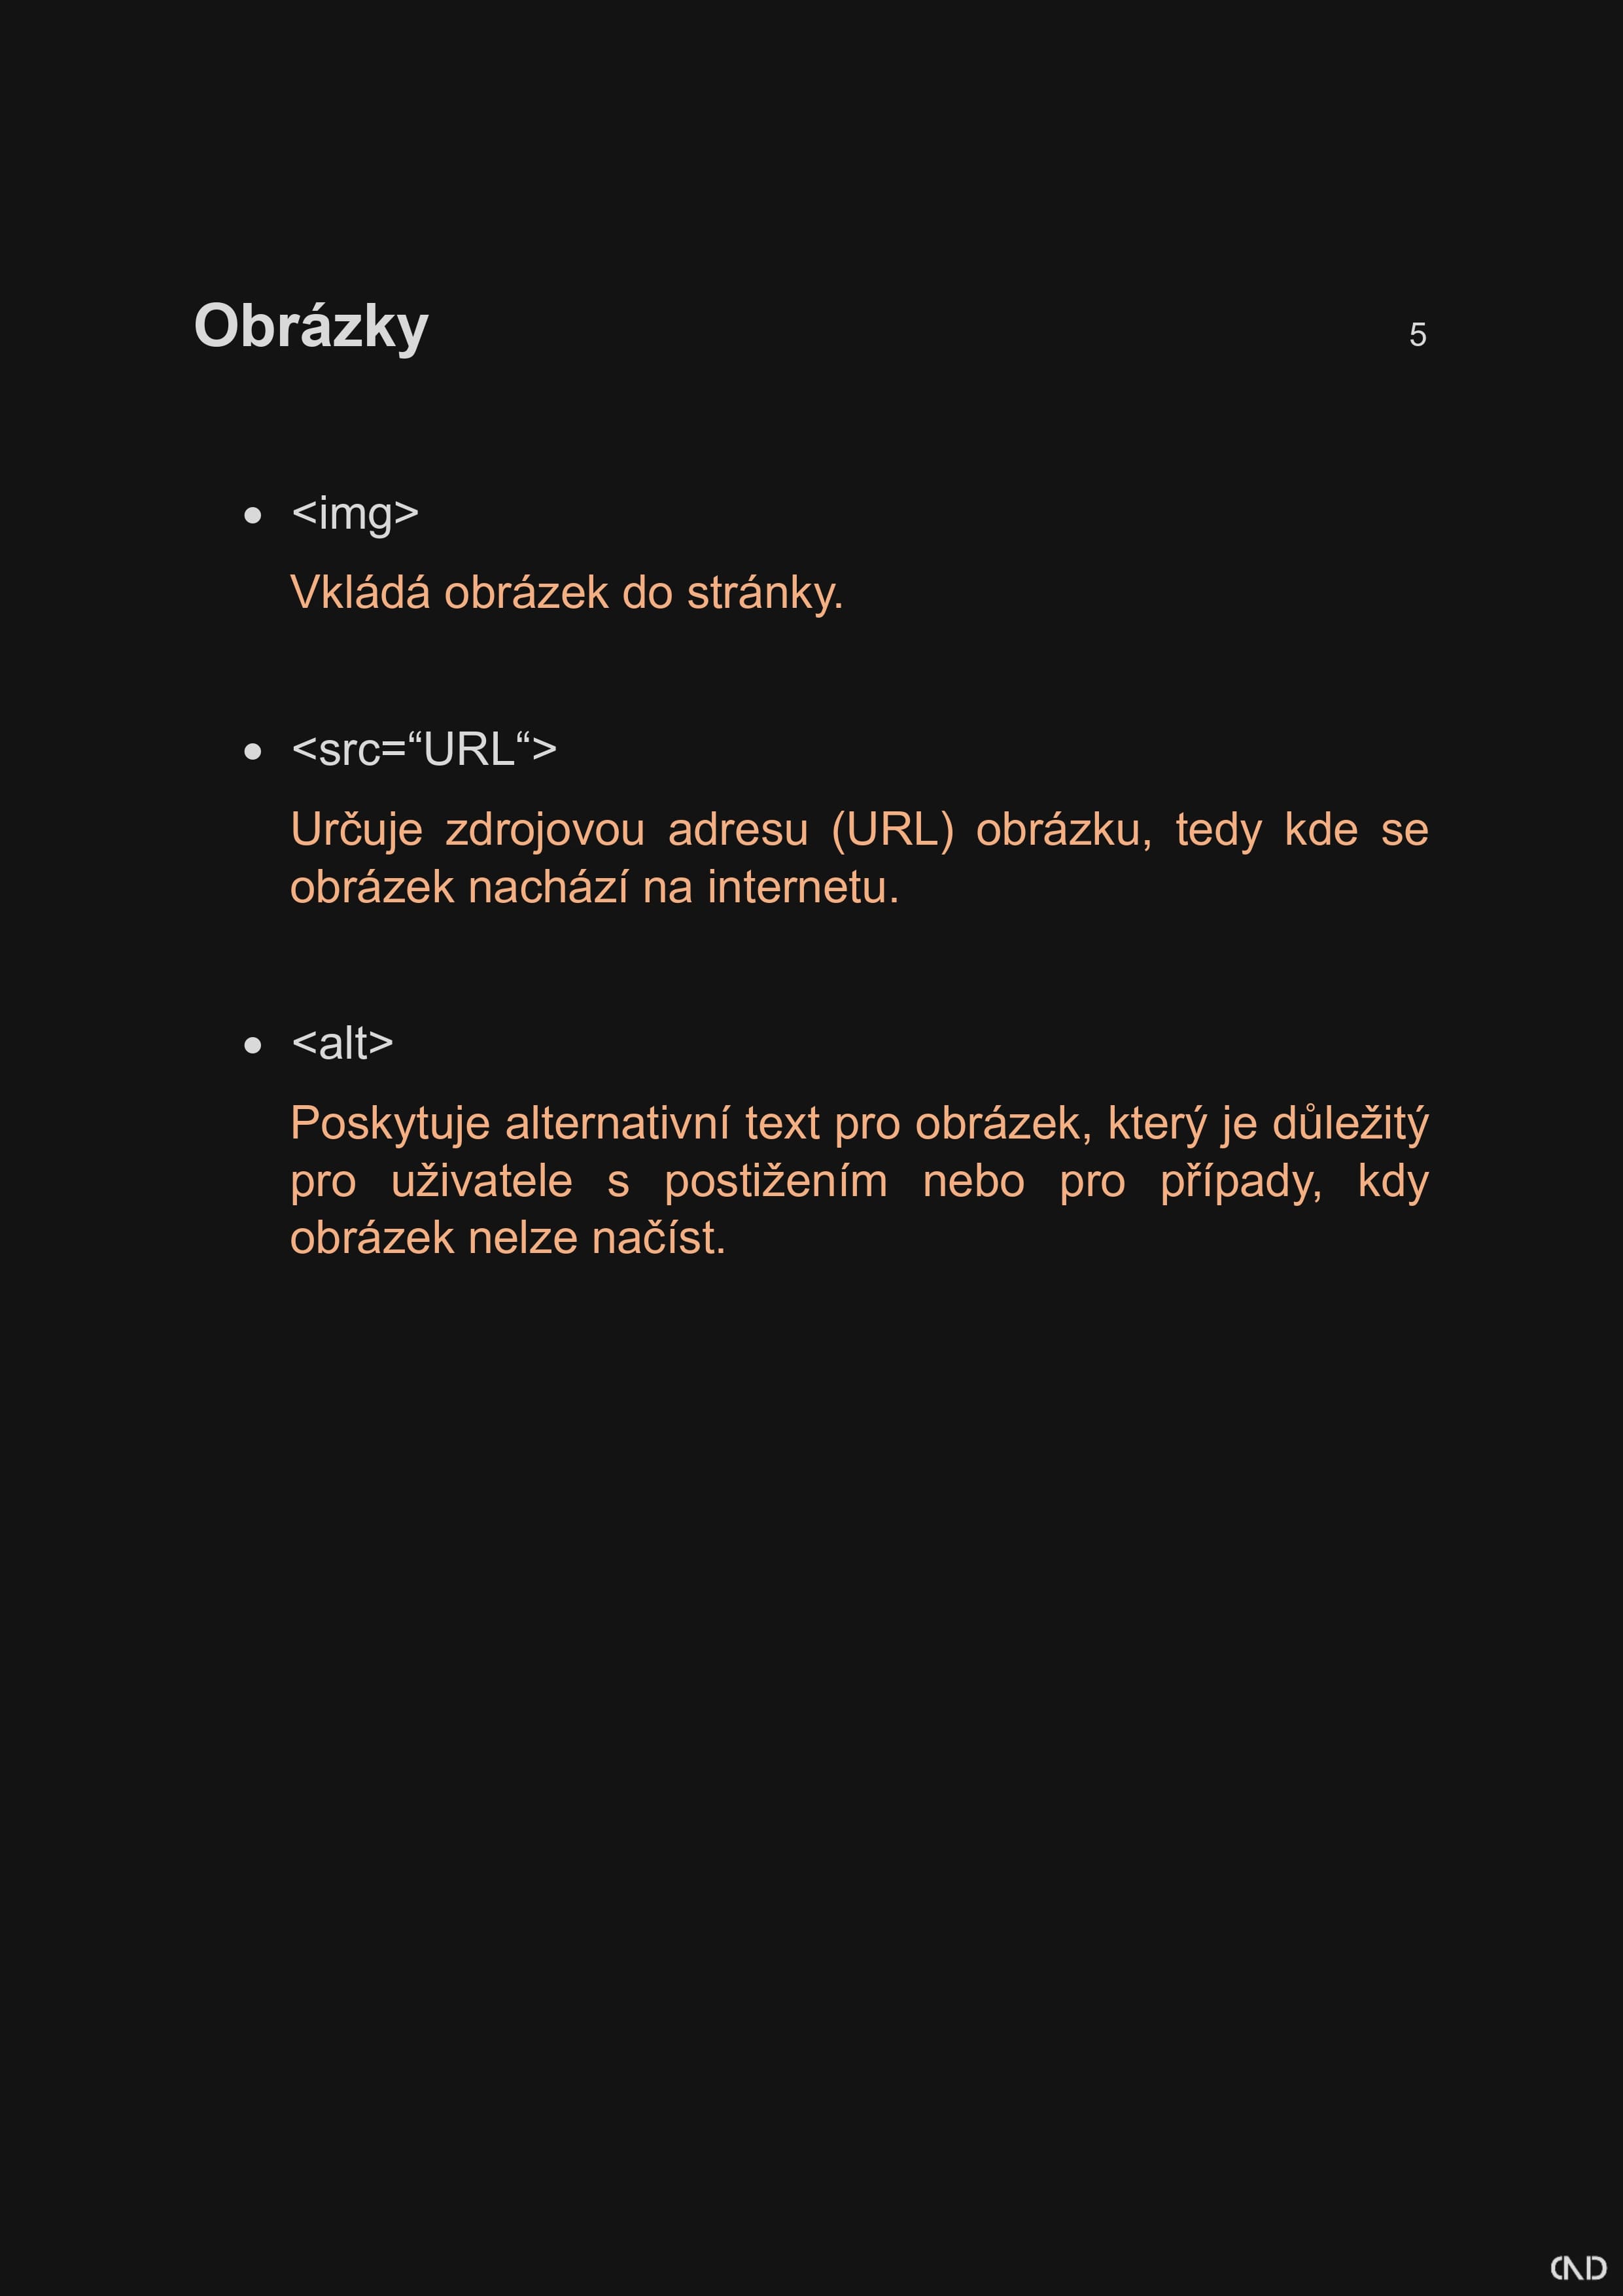 Obrázky 5
• <img>
Vkládá obrázek do stránky.
• <src=“URL“>
Určuje zdrojovou adresu (URL) obrázku, tedy kde se
obrázek nachází na internetu.
• <alt>
Poskytuje alternativní text pro obrázek, který je důležitý
pro uživatele s postižením nebo pro případy, kdy
obrázek nelze načíst.
CND